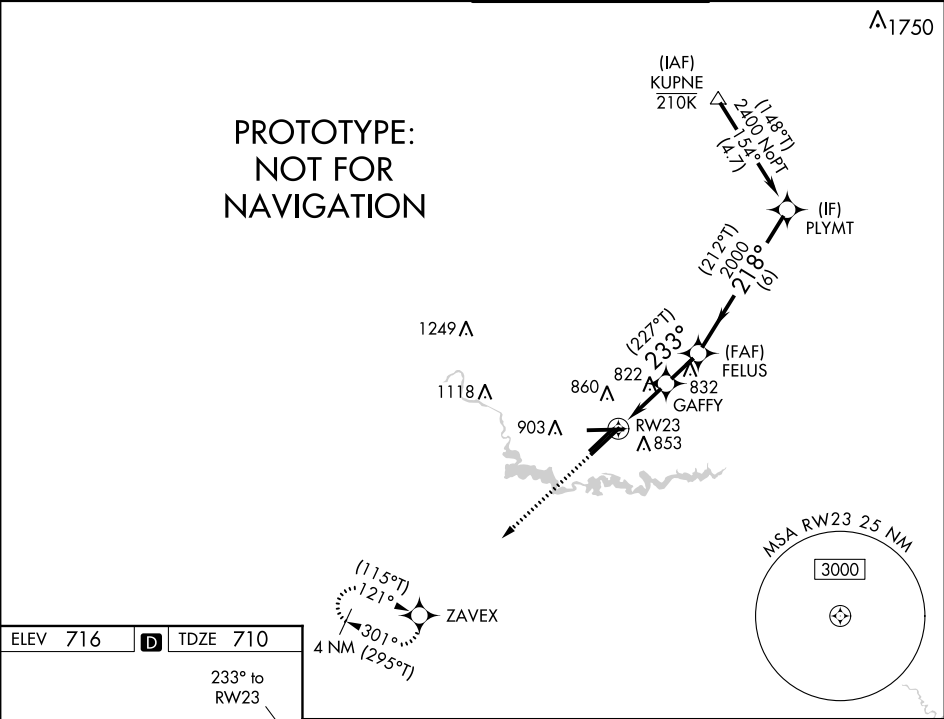 1750
(IAF)
KUPNE
210K
(148°T)
2400 NoPT
154°
(4.7)
PROTOTYPE:
NOT FOR
NAVIGATION
(IF)
PLYMT
(212°T)
2000
218°
(6)
1249
(227°T)
233°
(FAF)
FELUS
822
832
GAFFY
860
1118
903
RW23
853
MSA RW23 25 NM
3000
(115°T)
121°
ZAVEX
301°
4 NM (295°T)
ELEV 716 D TDZE 710
233° to
RW23